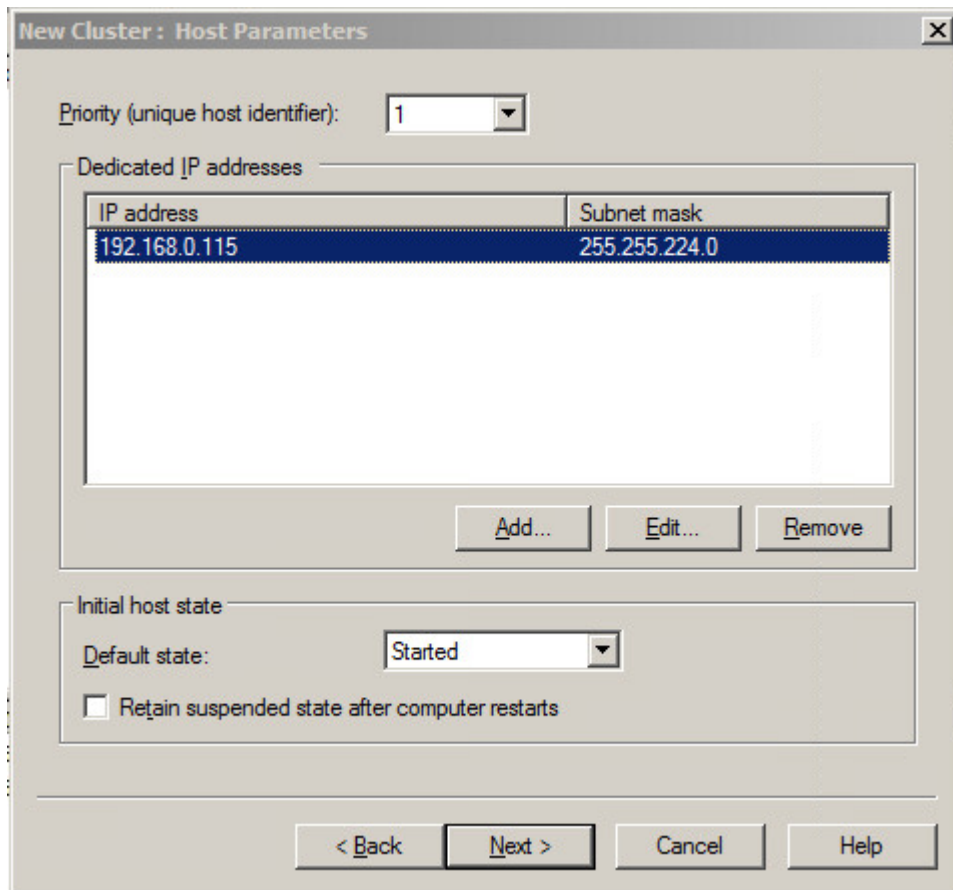 New Cluster : Host Parameters
Priority (unique host identifier): 1
Dedicated IP addresses
IP address Subnet mask
192.168.0.115 255.255.224.0
Add... Edit... Remove
Initial host state
Default state: Started
Retain suspended state after computer restarts
< Back Next > Cancel Help